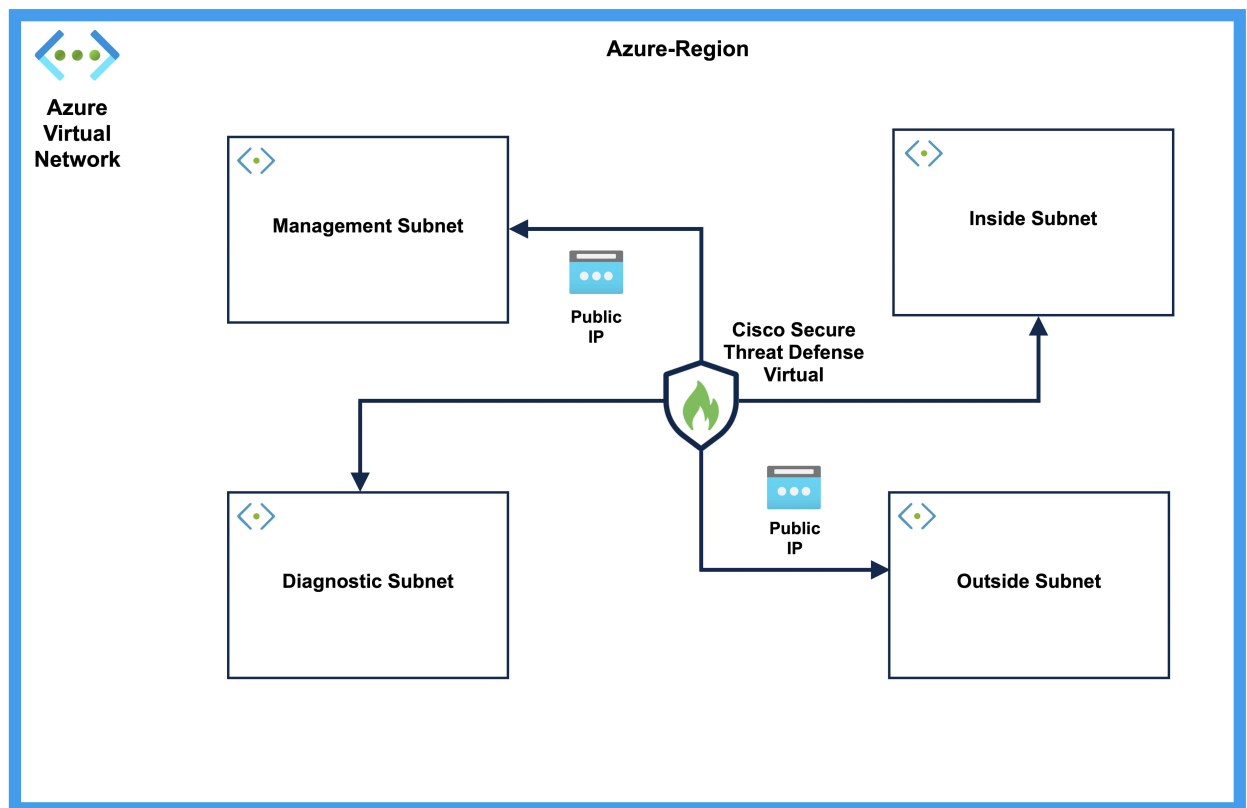 Azure-Region
Azure
Virtual
Network
Management Subnet
Inside Subnet
Public
IP
Cisco Secure
Threat Defense
Virtual
Public
IP
Diagnostic Subnet
Outside Subnet